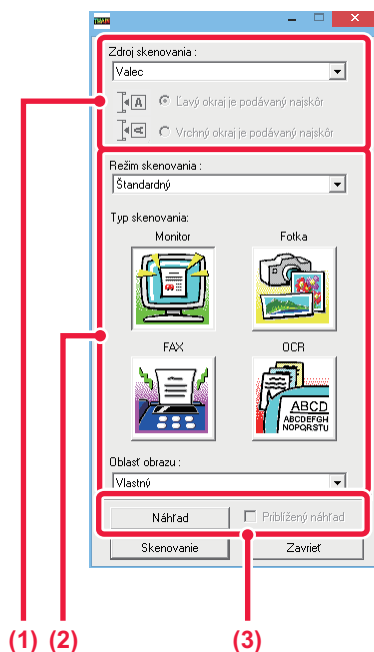 TWAIN
Zdroj skenovania :
Valec
A
Ľavý okraj je podávaný najskôr
A
Vrchný okraj je podávaný najskôr
Režim skenovania :
Štandardný
Typ skenovania:
Monitor
Fotka
FAX
OCR
ABCD
ABCDEFGH
NOPQRSTU
Oblasť obrazu :
Vlastný
Náhľad
Priblížený náhľad
Skenovanie
Zavrieť
(1) (2) (3)